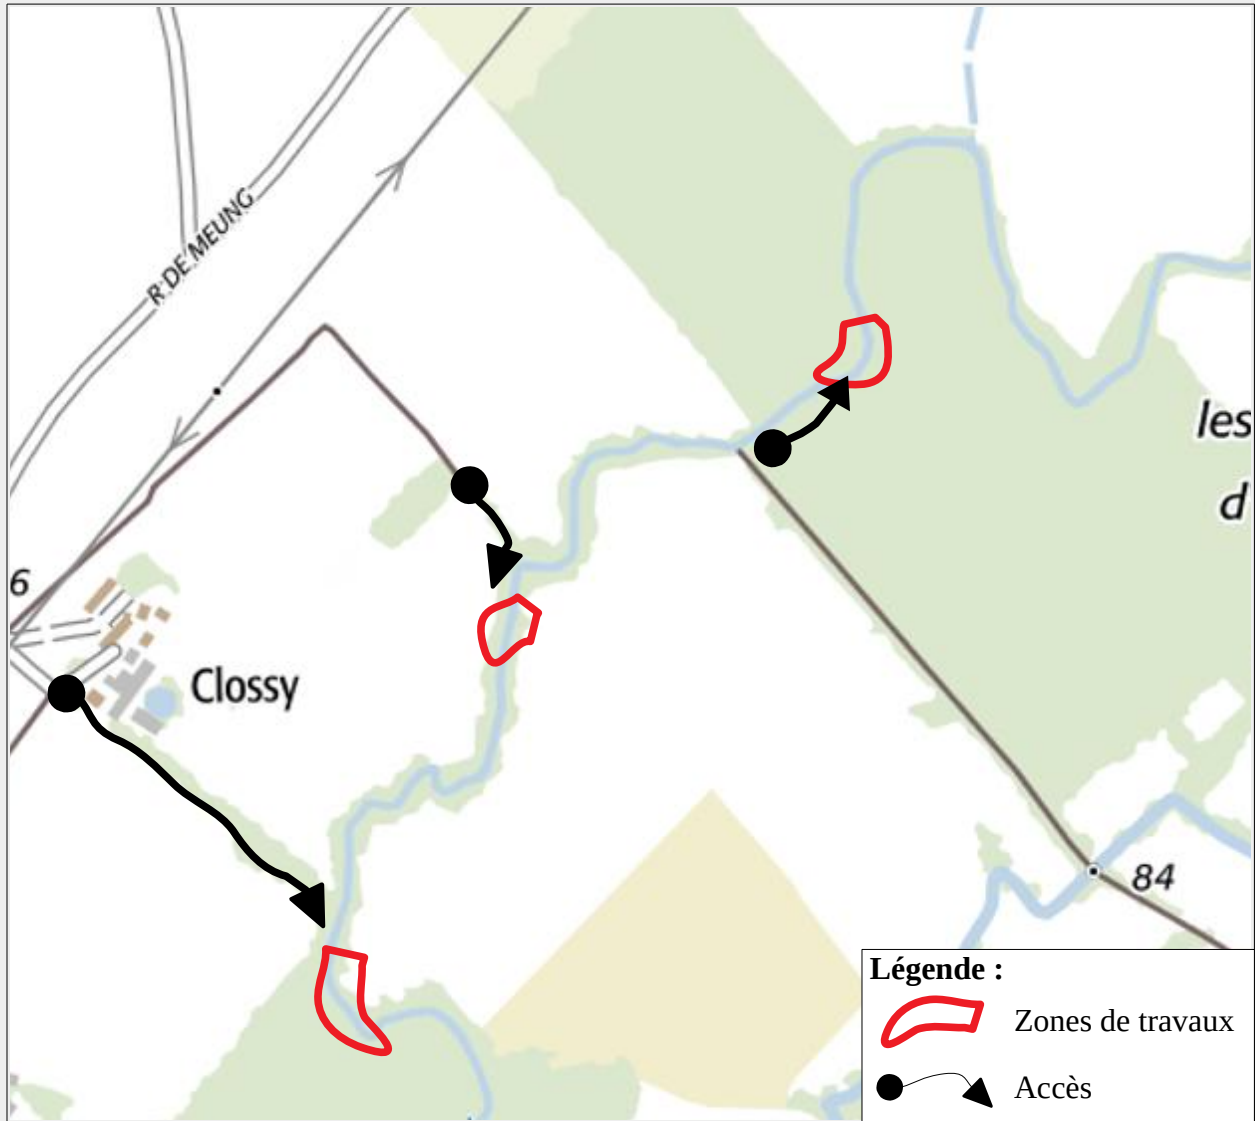 R DE MEUNG
les
d
6
Clossy
84
Légende :
Zones de travaux
Accès